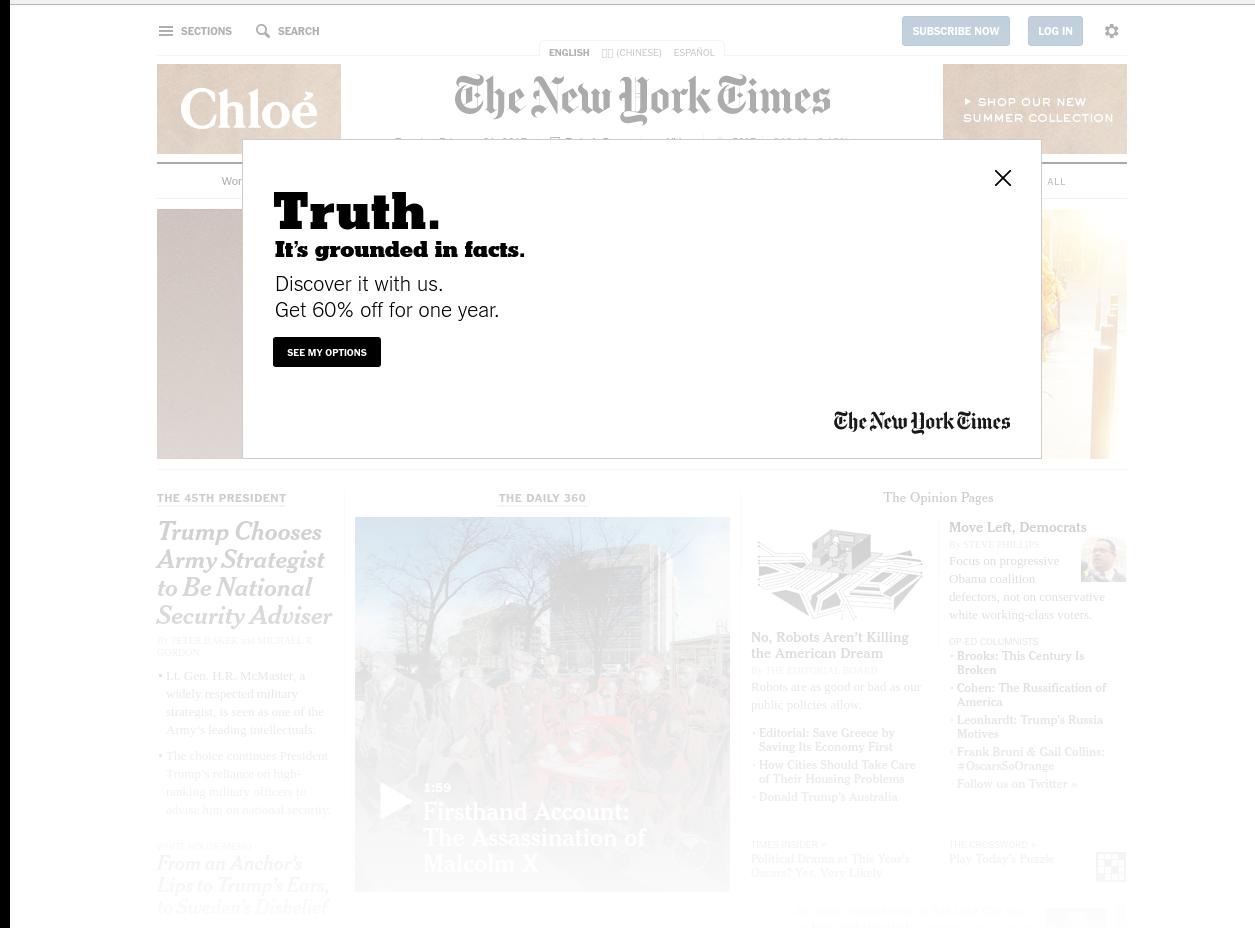 SECTIONS
SEARCH
SUBSCRIBE NOW
LOG IN
ENGLISH
(CHINESE)
ESPAÑOL
Chloé
The New York Times
SHOP OUR NEW
SUMMER COLLECTION
Wor
ALL
Truth.
It's grounded in facts.
Discover it with us.
Get 60% off for one year.
SEE MY OPTIONS
The New York Times
THE 45TH PRESIDENT
Trump Chooses
Army Strategist
to Be National
Security Adviser
BY PETER BAKER and MICHAEL R.
GORDON
• Lt. Gen. H.R. McMaster, a
widely respected military
strategist, is seen as one of the
Army's leading intellectuals.
• The choice continues President
Trump's reliance on high-
ranking military officers to
advise him on national security.
WHITE HOUSE MEMO
From an Anchor's
Lips to Trump's Ears,
to Sweden's Disbelief
THE DAILY 360
1:59
Firsthand Account:
The Assassination of
Malcolm X
The Opinion Pages
No, Robots Aren't Killing
the American Dream
By THE EDITORIAL BOARD
Robots are as good or bad as our
public policies allow.
· Editorial: Save Greece by
Saving Its Economy First
· How Cities Should Take Care
of Their Housing Problems
· Donald Trump's Australia
Move Left, Democrats
By STEVE PHILLIPS
Focus on progressive
Obama coalition
defectors, not on conservative
white working-class voters.
OP-ED COLUMNISTS
· Brooks: This Century Is
Broken
· Cohen: The Russification of
America
· Leonhardt: Trump's Russia
Motives
· Frank Bruni & Gail Collins:
#OscarsSoOrange
· Follow us on Twitter »
TIMES INSIDER »
Political Drama at This Year's
Oscars? Yes, Very Likely
THE CROSSWORD »
Play Today's Puzzle